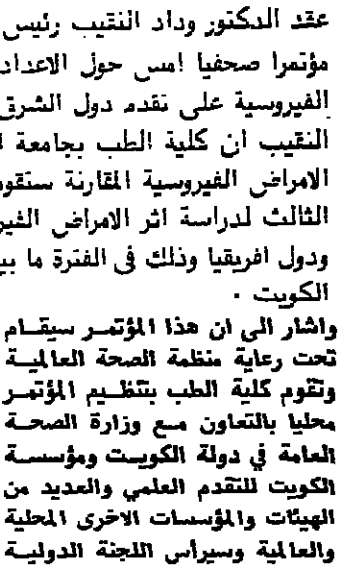 عقد الدكتور وداد النقيب رئيس
مؤتمرا صحفيا امس حول الاعداد
الفيروسية على تقدم دول الشرق
النقيب ان كلية الطب بجامعة ا
الامراض الفيروسية المقارنة ستقوم
الثالث لدراسة اثر الامراض الفير
ودول افريقيا وذلك فى الفترة ما بي
الكويت .
واشار الى ان هذا المؤتمر سيقام
تحت رعاية منظمة الصحة العالمية
وتقوم كلية الطب بتنظيم المؤتمر
محليا بالتعاون مع وزارة الصحة
العامة في دولة الكويت ومؤسسة
الكويت للتقدم العلمي والعديد من
الهيئات والمؤسسات الاخرى المحلية
والعالمية وسيرأس اللجنة الدولية